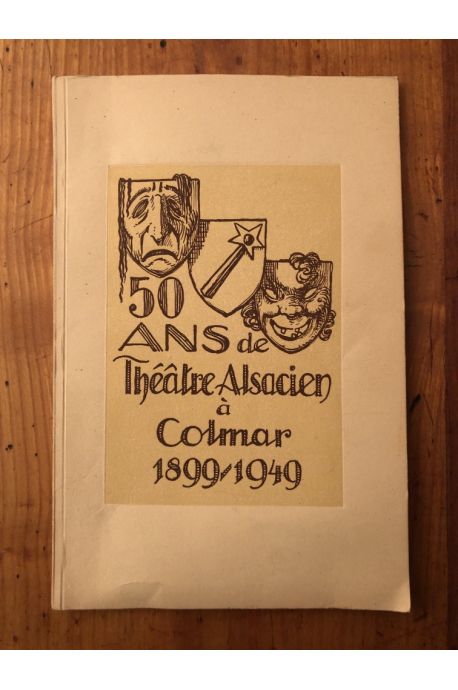 50
ANS de
Théâtre Alsacien
à
Colmar
1899/1949